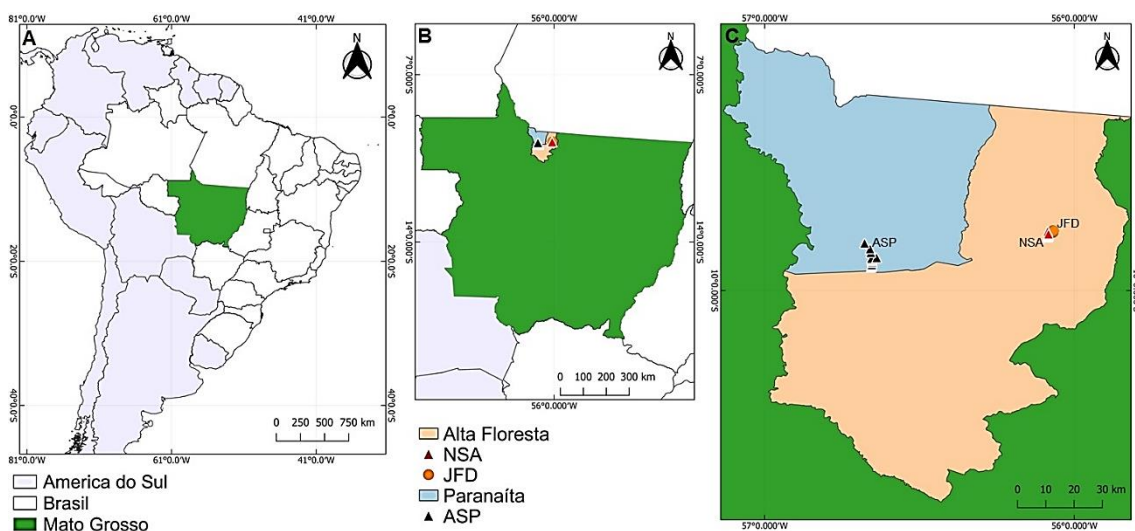 81°0.0'W
61°0.0'W
41°0.0'W
A
N
0°0.0'
20°0.0'S
40°0.0'S
0 250 500 750 km
81°0.0'W
61°0.0'W
41°0.0'W
America do Sul
Brasil
Mato Grosso
56°0.000'W
B
N
7°0.000'S
14°0.000'S
0 100 200 300 km
56°0.000'W
Alta Floresta
NSA
JFD
Paranaíta
ASP
57°0.000'W
56°0.000'W
C
N
JFD
NSA
ASP
10°0.000'S
0 10 20 30 km
57°0.000'W
56°0.000'W